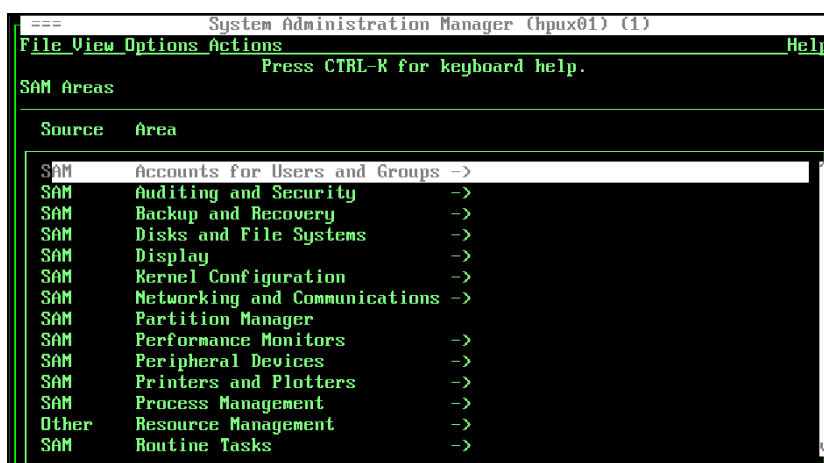 === System Administration Manager (hpux01) (1)
File View Options Actions Help
Press CTRL-K for keyboard help.
SAM Areas
Source Area
SAM Accounts for Users and Groups ->
SAM Auditing and Security ->
SAM Backup and Recovery ->
SAM Disks and File Systems ->
SAM Display ->
SAM Kernel Configuration ->
SAM Networking and Communications ->
SAM Partition Manager
SAM Performance Monitors ->
SAM Peripheral Devices ->
SAM Printers and Plotters ->
SAM Process Management ->
Other Resource Management ->
SAM Routine Tasks ->